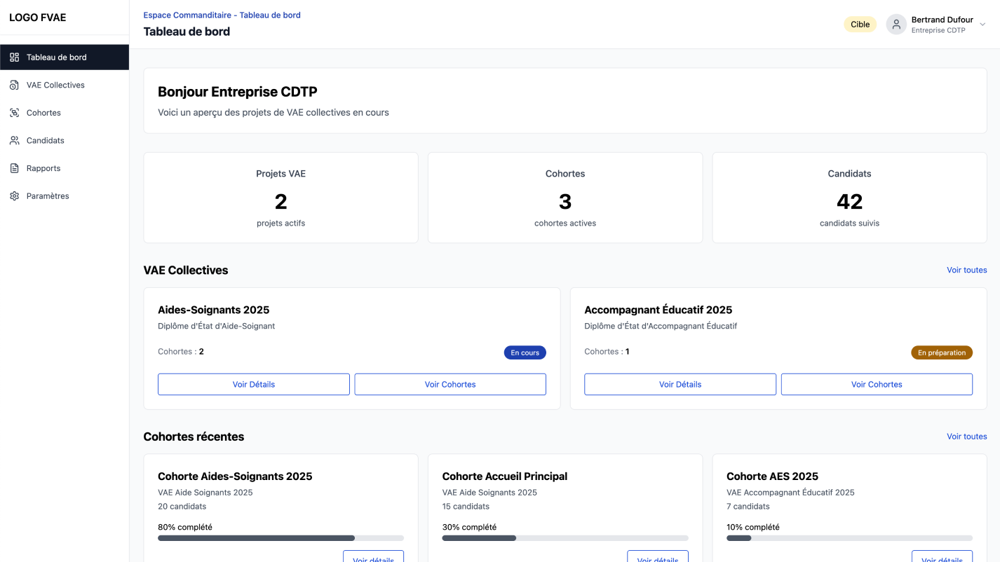 LOGO FVAE
Tableau de bord
VAE Collectives
Cohortes
Candidats
Rapports
Paramètres
Espace Commanditaire - Tableau de bord
Tableau de bord
Cible
Bertrand Dufour
Entreprise CDTP
Bonjour Entreprise CDTP
Voici un aperçu des projets de VAE collectives en cours
Projets VAE
2
projets actifs
Cohortes
3
cohortes actives
Candidats
42
candidats suivis
VAE Collectives
Voir toutes
Aides-Soignants 2025
Diplôme d'État d'Aide-Soignant
Cohortes : 2
En cours
Voir Détails
Voir Cohortes
Accompagnant Éducatif 2025
Diplôme d'État d'Accompagnant Éducatif
Cohortes : 1
En préparation
Voir Détails
Voir Cohortes
Cohortes récentes
Voir toutes
Cohorte Aides-Soignants 2025
VAE Aide Soignants 2025
20 candidats
80% complété
Voir détails
Cohorte Accueil Principal
VAE Aide Soignants 2025
15 candidats
30% complété
Voir détails
Cohorte AES 2025
VAE Accompagnant Éducatif 2025
7 candidats
10% complété
Voir détails